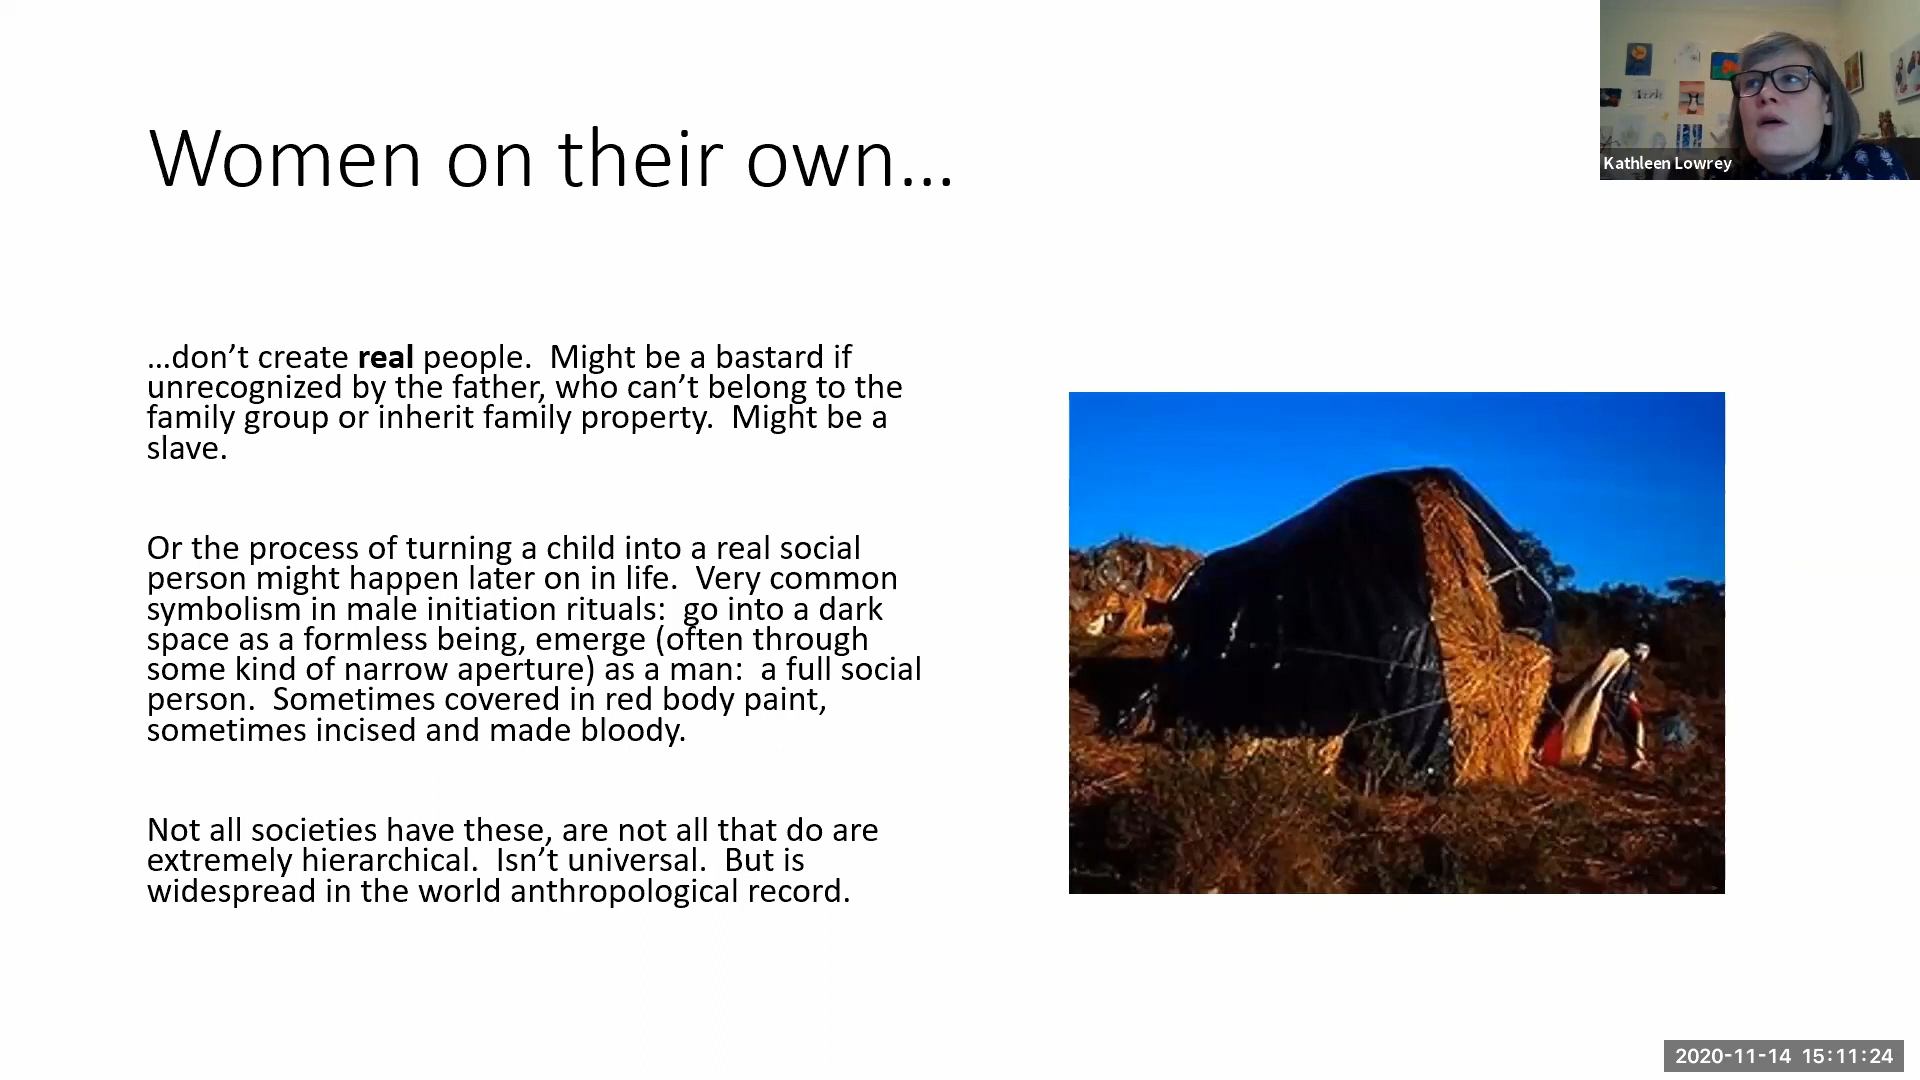 Women on their own...
Kathleen Lowrey
...don't create real people.  Might be a bastard if
unrecognized by the father, who can't belong to the
family group or inherit family property.  Might be a
slave.
Or the process of turning a child into a real social
person might happen later on in life.  Very common
symbolism in male initiation rituals:  go into a dark
space as a formless being, emerge (often through
some kind of narrow aperture) as a man:  a full social
person.  Sometimes covered in red body paint,
sometimes incised and made bloody.
Not all societies have these, are not all that do are
extremely hierarchical.  Isn't universal.  But is
widespread in the world anthropological record.
2020-11-14 15:11:24